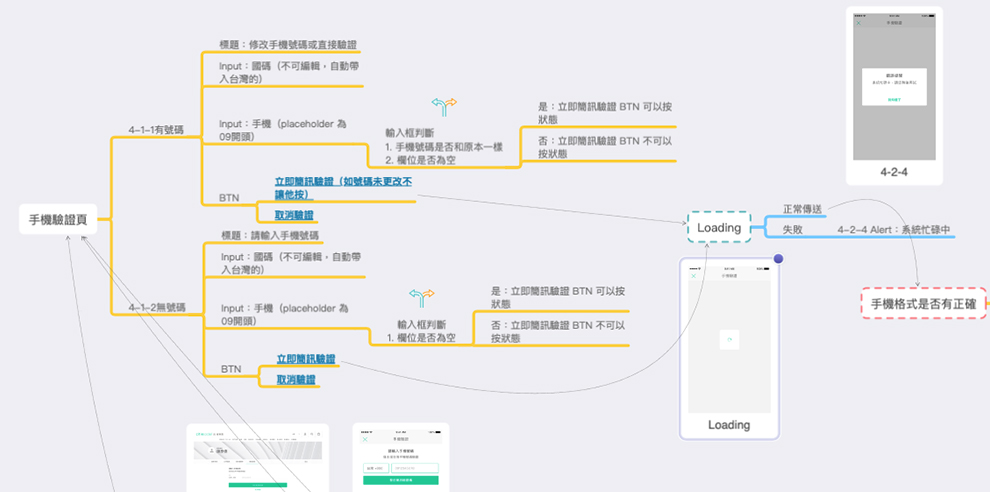 標題：修改手機號碼或直接驗證
Input：國碼（不可編輯，自動帶
入台灣的）
4-1-1有號碼
Input：手機（placeholder 為
09開頭）
輸入框判斷
1. 手機號碼是否和原本一樣
2. 欄位是否為空
是：立即簡訊驗證 BTN 可以按
狀態
否：立即簡訊驗證 BTN 不可以
按狀態
BTN
立即簡訊驗證（如號碼未更改不
讓他按）
取消驗證
手機驗證頁
標題：請輸入手機號碼
Input：國碼（不可編輯，自動帶
入台灣的）
4-1-2無號碼
Input：手機（placeholder 為
09開頭）
輸入框判斷
1. 欄位是否為空
是：立即簡訊驗證 BTN 可以按
狀態
否：立即簡訊驗證 BTN 不可以
按狀態
BTN
立即簡訊驗證
取消驗證
4-2-4
Loading
正常傳送
失敗
4-2-4 Alert：系統忙碌中
手機格式是否有正確
Loading